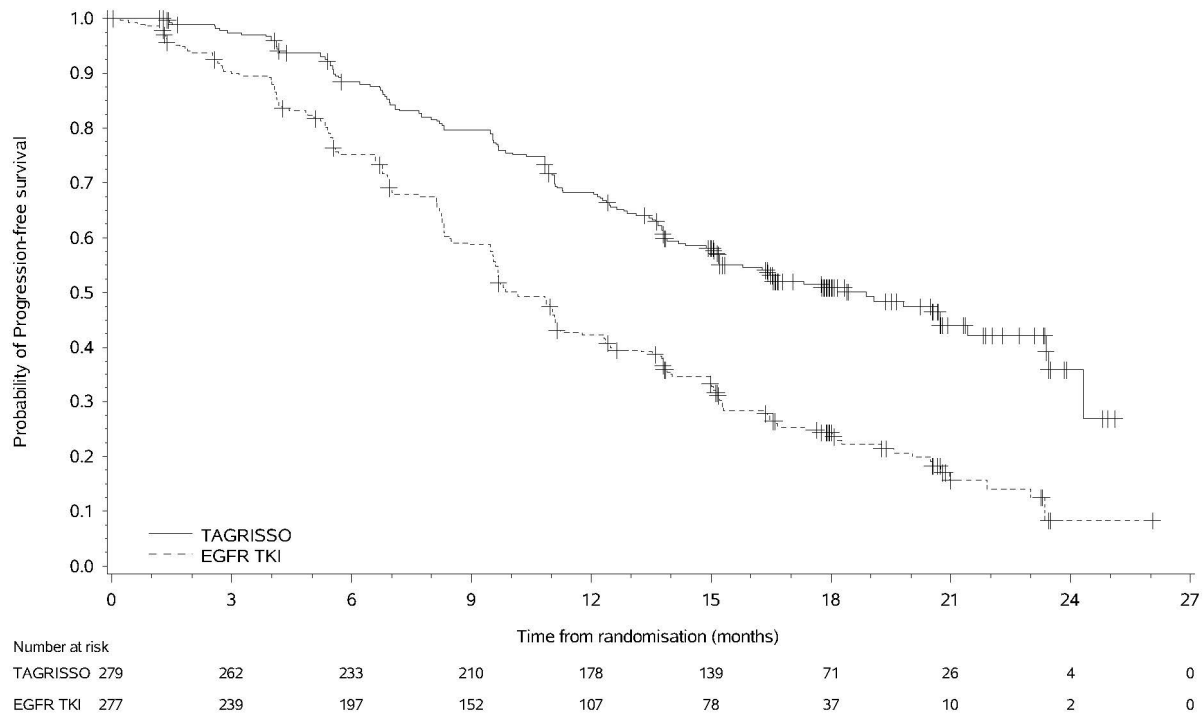 Probability of Progression-free survival
1.0
0.9
0.8
0.7
0.6
0.5
0.4
0.3
0.2
0.1
0.0
TAGRISSO
EGFR TKI
0 3 6 9 12 15 18 21 24 27
Time from randomisation (months)
Number at risk
TAGRISSO 279 262 233 210 178 139 71 26 4 0
EGFR TKI 277 239 197 152 107 78 37 10 2 0